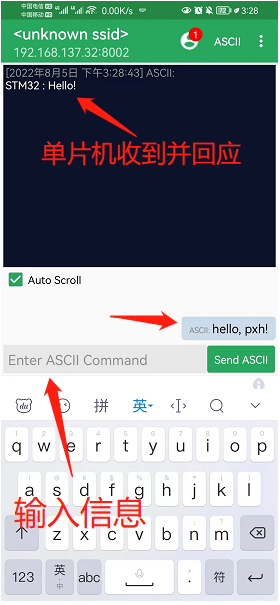 中国电信 HD 4G 4G 0.00K/s 3:28
中国移动 HD
<unknown ssid>
192.168.137.32:8002
1
ASCII
[2022年8月5日 下午3:28:43] ASCII:
STM32 : Hello!
单片机收到并回应
Auto Scroll
ASCII: hello, pxh!
Enter ASCII Command
Send ASCII
du 拼 英
q w e r t y u i o p
a s d f g h j k l
输入信息
z x c v b n m
123 英 中 abc , . 符